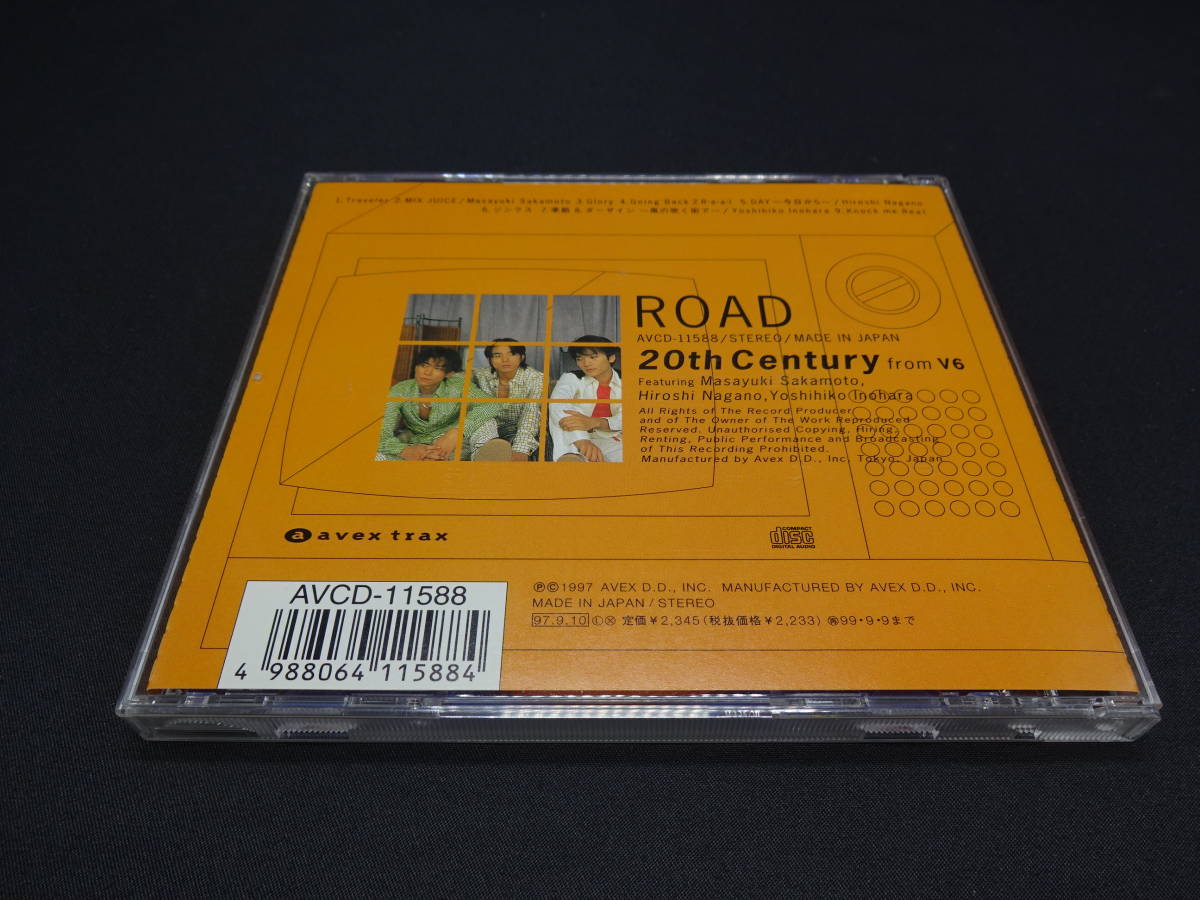 1.Traveler 2.MIX JUICE/Masayuki Sakamoto 3.Glory 4.Going Back 2 R・e・a・l 5.DAY〜今日から〜/Hiroshi Nagano
6.ジンクス 7.準動 8.ダーザイン 〜風の吹く街で〜/Yoshihiko Inohara 9.Knock me Real
ROAD
AVCD-11588/STEREO/MADE IN JAPAN
20th Century from V6
Featuring Masayuki Sakamoto,
Hiroshi Nagano,Yoshihiko Inohara
All Rights of The Record Producer
and of The Owner of The Work Reproduced
Reserved. Unauthorised Copying, Hiring,
Renting, Public Performance and Broadcasting
of This Recording Prohibited.
Manufactured by Avex D.D., Inc. Tokyo, Japan
a avex trax
COMPACT
disc
DIGITAL AUDIO
AVCD-11588
4 988064 115884
Ⓟ©1997 AVEX D.D., INC. MANUFACTURED BY AVEX D.D., INC.
MADE IN JAPAN/STEREO
97.9.10 Ⓛ Ⓧ 定価¥2,345(税抜価格¥2,233) ㊢99・9・9まで